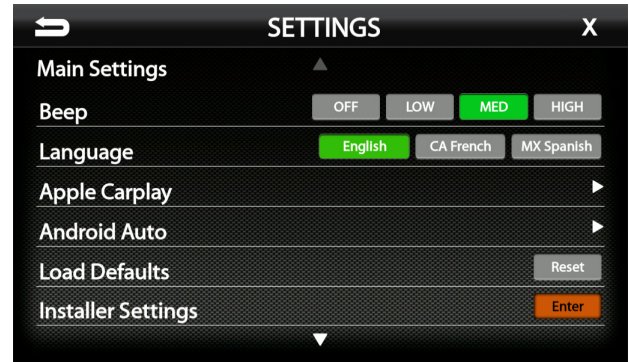 SETTINGS X
Main Settings
Beep OFF LOW MED HIGH
Language English CA French MX Spanish
Apple Carplay
Android Auto
Load Defaults Reset
Installer Settings Enter